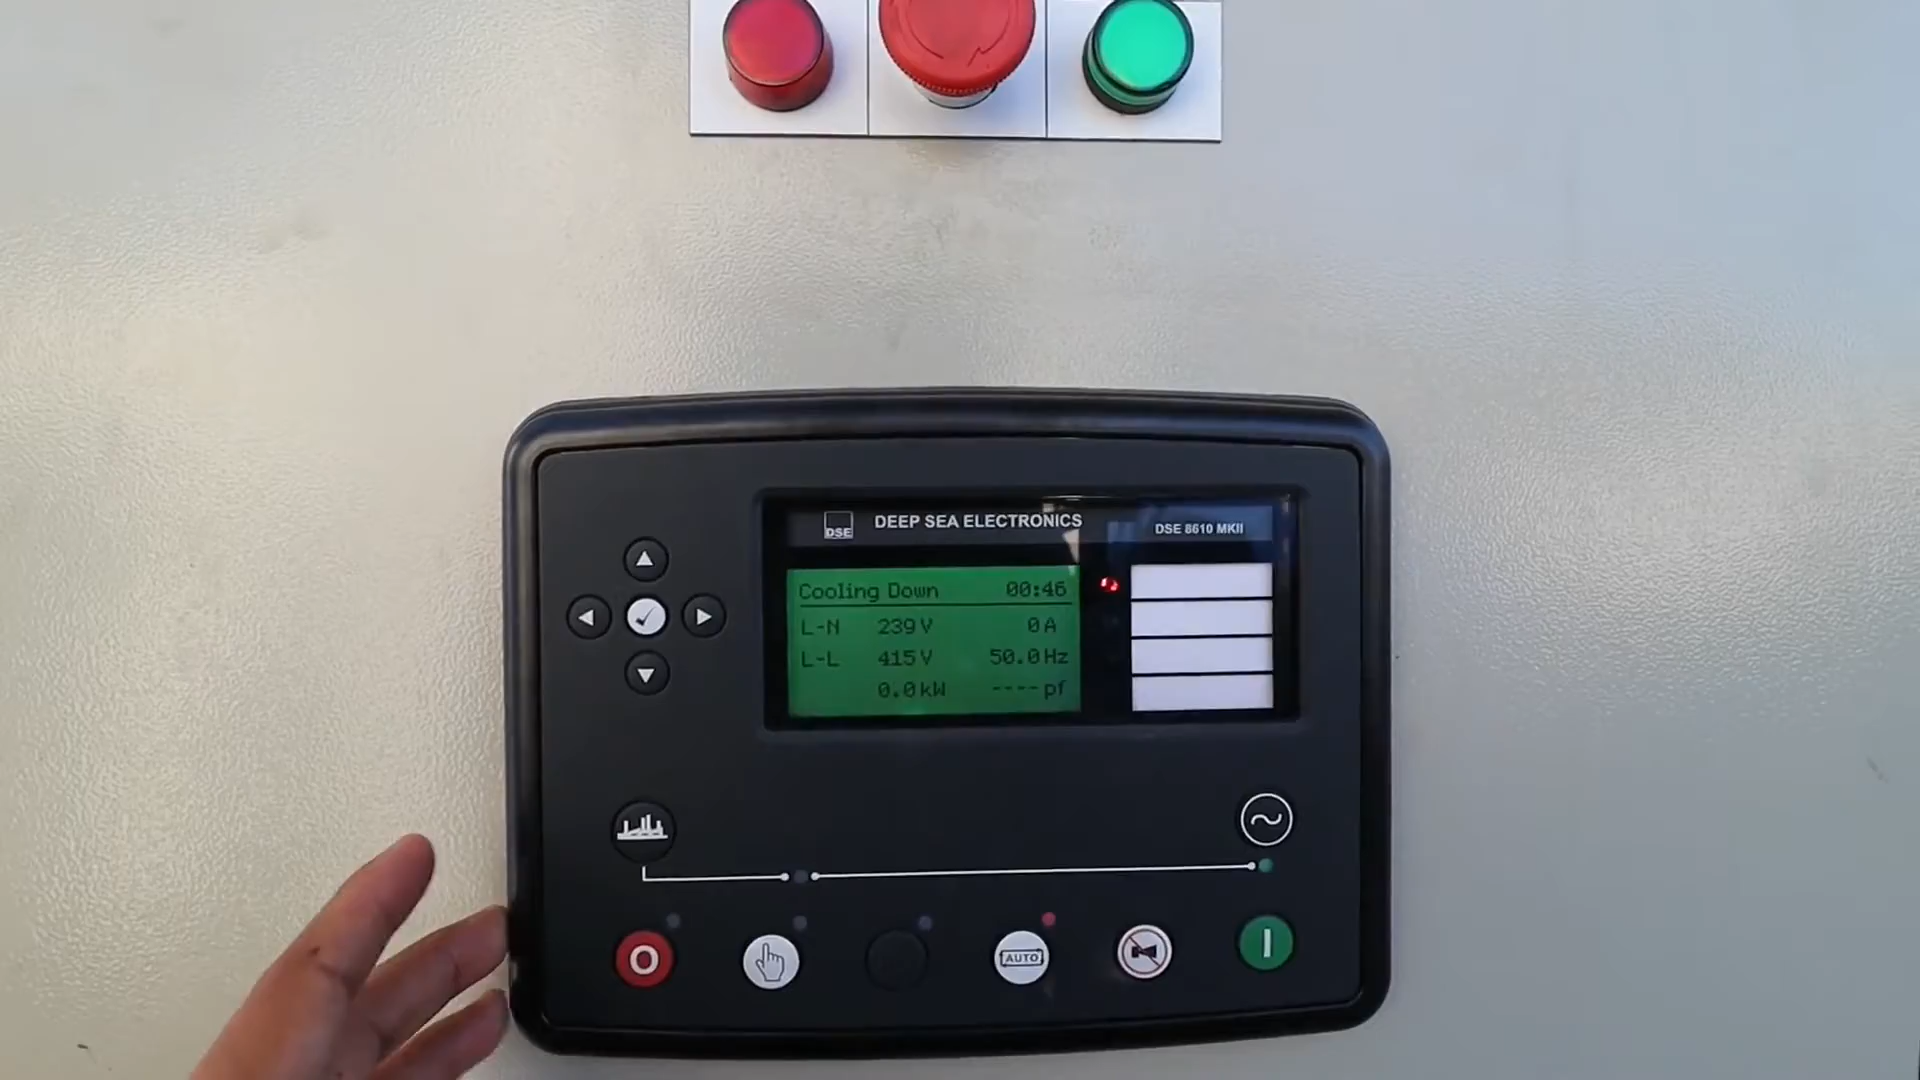 DSE DEEP SEA ELECTRONICS DSE 8610 MKII
Cooling Down 00:46
L-N 239V 0A
L-L 415V 50.0Hz
0.0kW ----pf
O AUTO I